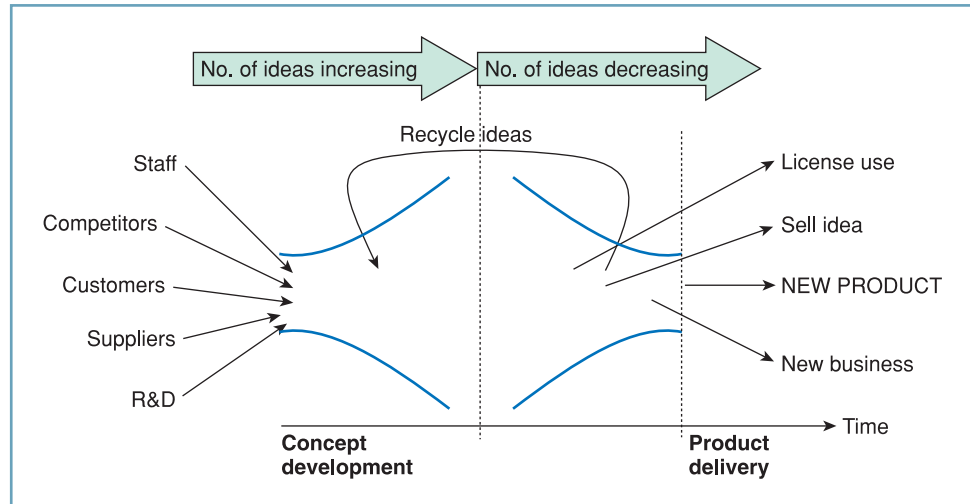 No. of ideas increasing
No. of ideas decreasing
Recycle ideas
Staff
Competitors
Customers
Suppliers
R&D
License use
Sell idea
NEW PRODUCT
New business
Time
Concept
development
Product
delivery